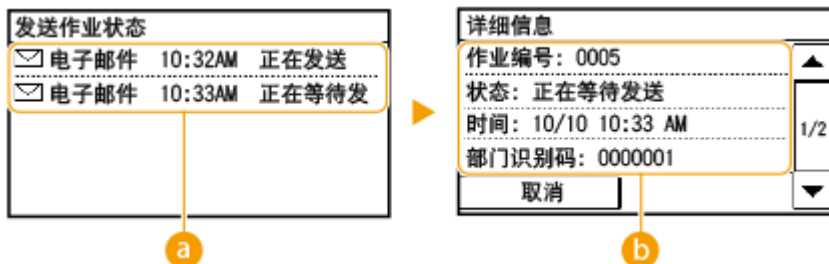 发送作业状态
电子邮件 10:32AM 正在发送
电子邮件 10:33AM 正在等待发
a
详细信息
作业编号: 0005
状态: 正在等待发送
时间: 10/10 10:33 AM
部门识别码: 0000001
1/2
取消
b